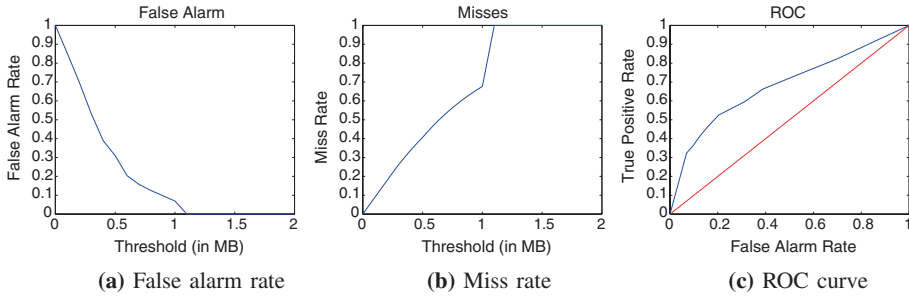 False Alarm
False Alarm Rate
1
0.9
0.8
0.7
0.6
0.5
0.4
0.3
0.2
0.1
0
0 0.5 1 1.5 2
Threshold (in MB)
(a) False alarm rate
Misses
Miss Rate
1
0.9
0.8
0.7
0.6
0.5
0.4
0.3
0.2
0.1
0
0 0.5 1 1.5 2
Threshold (in MB)
(b) Miss rate
ROC
True Positive Rate
1
0.9
0.8
0.7
0.6
0.5
0.4
0.3
0.2
0.1
0
0 0.2 0.4 0.6 0.8 1
False Alarm Rate
(c) ROC curve